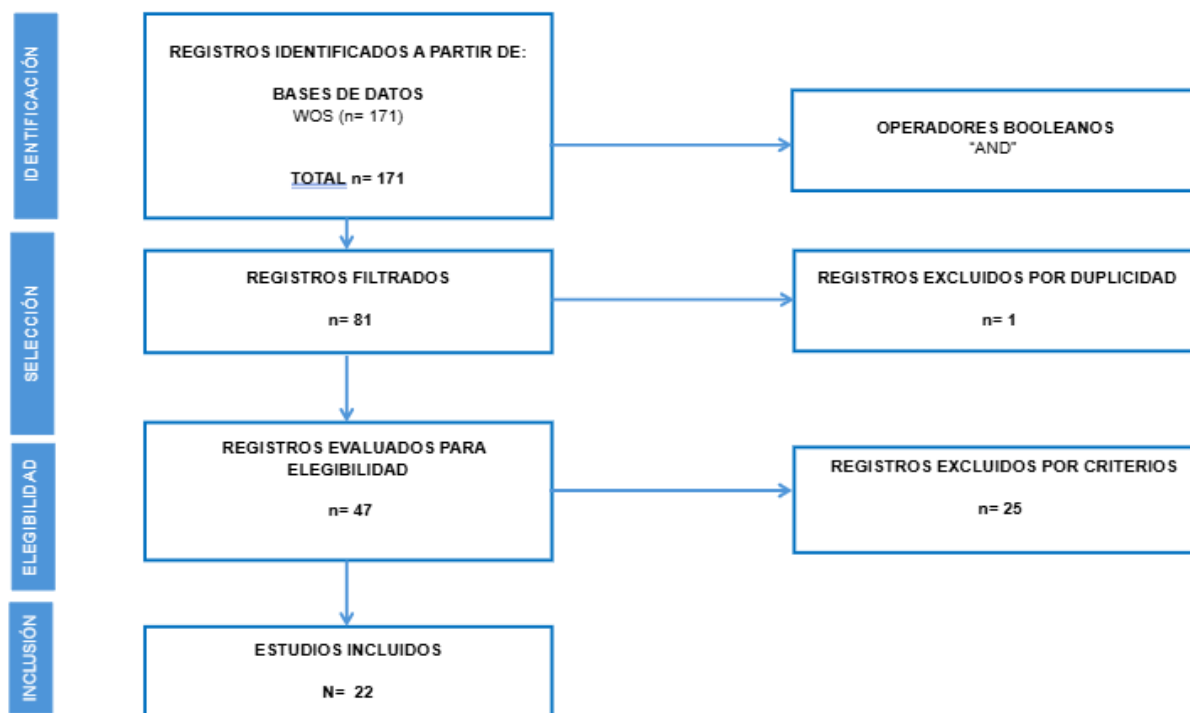 IDENTIFICACIÓN
REGISTROS IDENTIFICADOS A PARTIR DE:
BASES DE DATOS
WOS (n= 171)
TOTAL n= 171
OPERADORES BOOLEANOS
"AND"
SELECCIÓN
REGISTROS FILTRADOS
n= 81
REGISTROS EXCLUIDOS POR DUPLICIDAD
n= 1
ELEGIBILIDAD
REGISTROS EVALUADOS PARA
ELEGIBILIDAD
n= 47
REGISTROS EXCLUIDOS POR CRITERIOS
n= 25
INCLUSIÓN
ESTUDIOS INCLUIDOS
N= 22